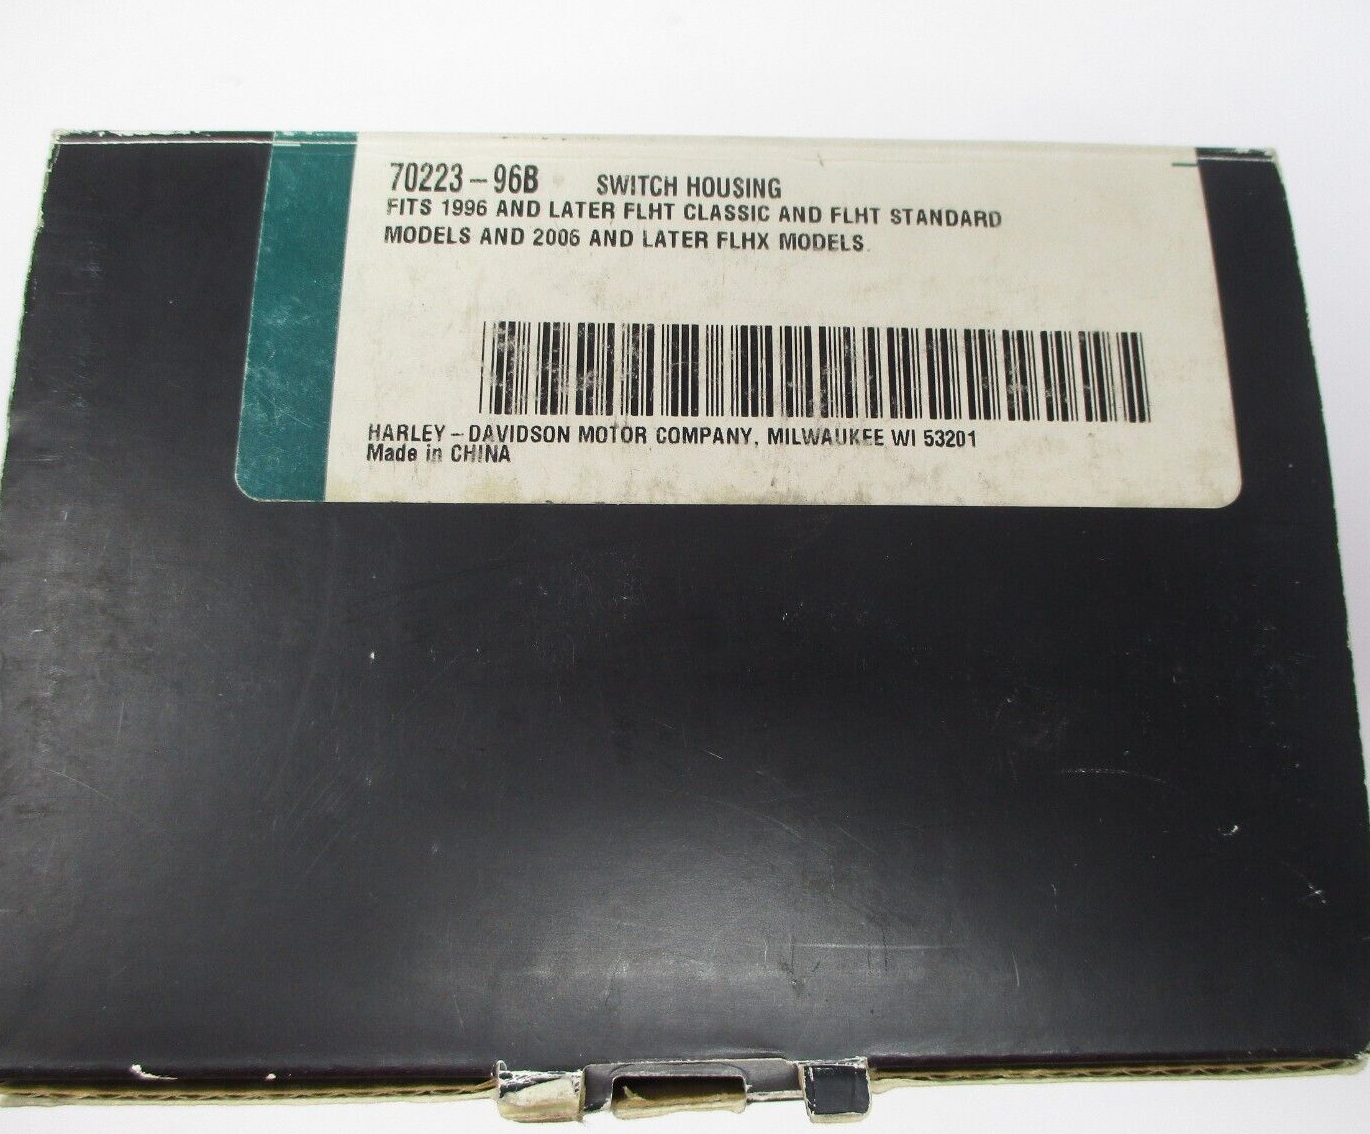 70223-96B SWITCH HOUSING
FITS 1996 AND LATER FLHT CLASSIC AND FLHT STANDARD
MODELS AND 2006 AND LATER FLHX MODELS.
HARLEY-DAVIDSON MOTOR COMPANY, MILWAUKEE WI 53201
Made in CHINA